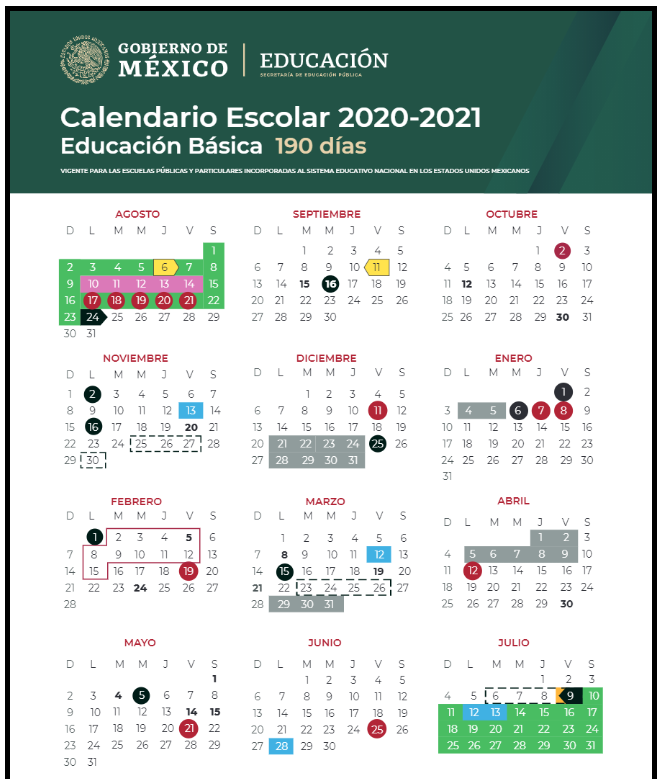 GOBIERNO DE
MÉXICO
EDUCACIÓN
SECRETARÍA DE EDUCACIÓN PÚBLICA
Calendario Escolar 2020-2021
Educación Básica 190 días
VIGENTE PARA LAS ESCUELAS PÚBLICAS Y PARTICULARES INCORPORADAS AL SISTEMA EDUCATIVO NACIONAL EN LOS ESTADOS UNIDOS MEXICANOS
AGOSTO
D L M M J V S
1
2 3 4 5 6 7 8
9 10 11 12 13 14 15
16 17 18 19 20 21 22
23 24 25 26 27 28 29
30 31
SEPTIEMBRE
D L M M J V S
1 2 3 4 5
6 7 8 9 10 11 12
13 14 15 16 17 18 19
20 21 22 23 24 25 26
27 28 29 30
OCTUBRE
D L M M J V S
1 2 3
4 5 6 7 8 9 10
11 12 13 14 15 16 17
18 19 20 21 22 23 24
25 26 27 28 29 30 31
NOVIEMBRE
D L M M J V S
1 2 3 4 5 6 7
8 9 10 11 12 13 14
15 16 17 18 19 20 21
22 23 24 25 26 27 28
29 30
DICIEMBRE
D L M M J V S
1 2 3 4 5
6 7 8 9 10 11 12
13 14 15 16 17 18 19
20 21 22 23 24 25 26
27 28 29 30 31
ENERO
D L M M J V S
1 2
3 4 5 6 7 8 9
10 11 12 13 14 15 16
17 18 19 20 21 22 23
24 25 26 27 28 29 30
31
FEBRERO
D L M M J V S
1 2 3 4 5 6
7 8 9 10 11 12 13
14 15 16 17 18 19 20
21 22 23 24 25 26 27
28
MARZO
D L M M J V S
1 2 3 4 5 6
7 8 9 10 11 12 13
14 15 16 17 18 19 20
21 22 23 24 25 26 27
28 29 30 31
ABRIL
D L M M J V S
1 2 3
4 5 6 7 8 9 10
11 12 13 14 15 16 17
18 19 20 21 22 23 24
25 26 27 28 29 30
MAYO
D L M M J V S
1
2 3 4 5 6 7 8
9 10 11 12 13 14 15
16 17 18 19 20 21 22
23 24 25 26 27 28 29
30 31
JUNIO
D L M M J V S
1 2 3 4 5
6 7 8 9 10 11 12
13 14 15 16 17 18 19
20 21 22 23 24 25 26
27 28 29 30
JULIO
D L M M J V S
1 2 3
4 5 6 7 8 9 10
11 12 13 14 15 16 17
18 19 20 21 22 23 24
25 26 27 28 29 30 31